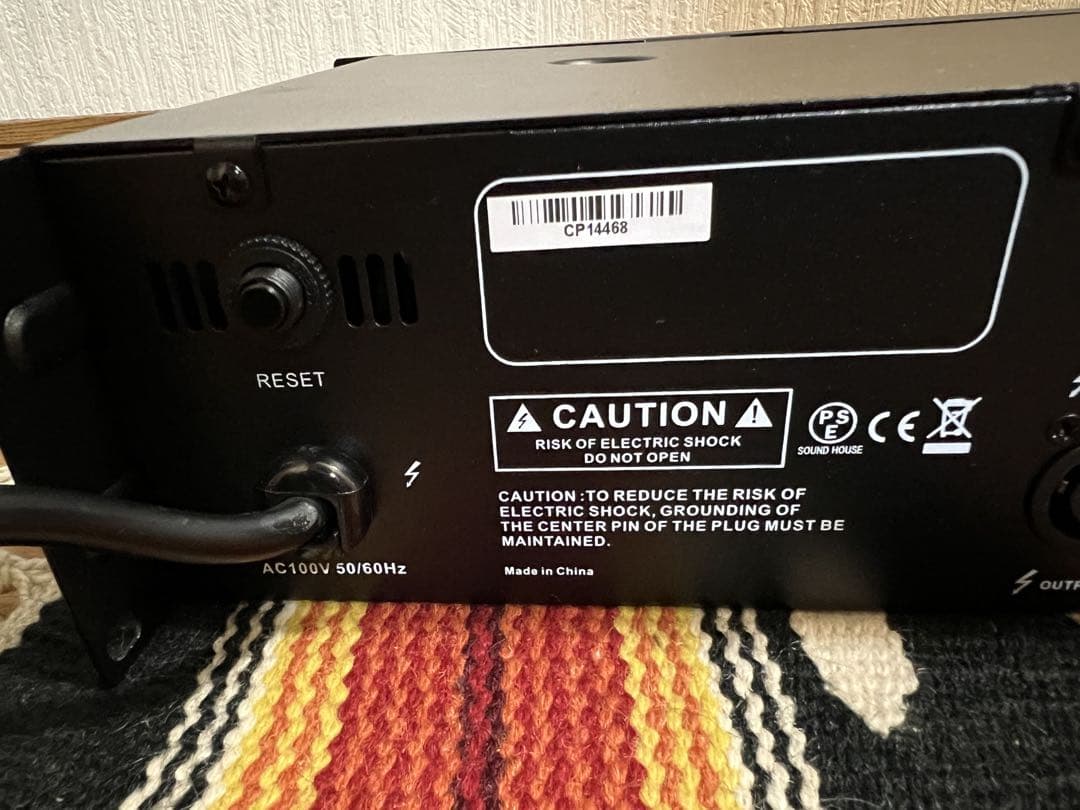 CP14468
RESET
CAUTION
RISK OF ELECTRIC SHOCK
DO NOT OPEN
PSE
SOUND HOUSE
CE
CAUTION :TO REDUCE THE RISK OF
ELECTRIC SHOCK, GROUNDING OF
THE CENTER PIN OF THE PLUG MUST BE
MAINTAINED.
AC100V 50/60Hz
Made in China